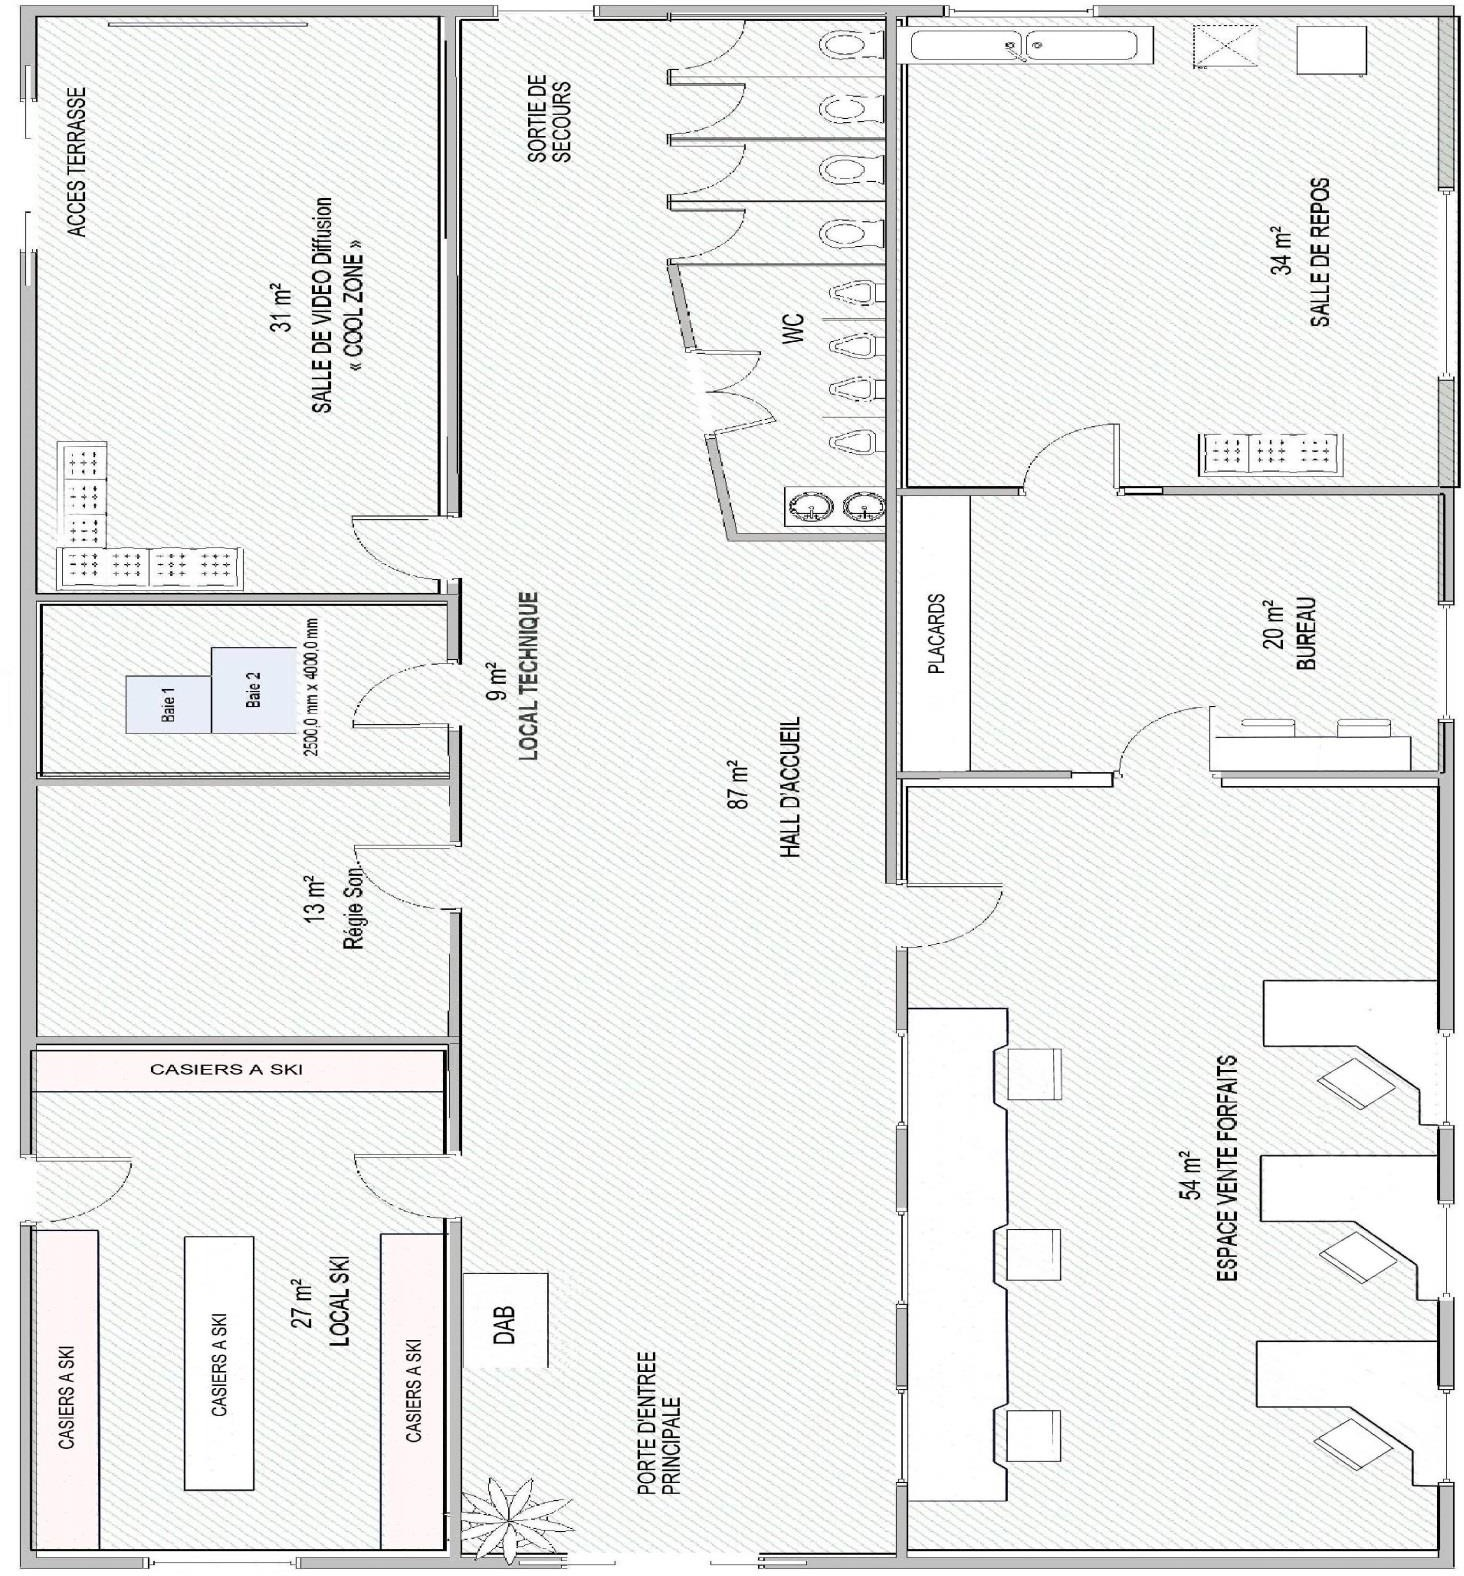 ACCES TERRASSE
31 m²
SALLE DE VIDEO Diffusion
« COOL ZONE »
SORTIE DE
SECOURS
WC
34 m²
SALLE DE REPOS
Baie 1
Baie 2
2500,0 mm x 4000,0 mm
9 m²
LOCAL TECHNIQUE
PLACARDS
20 m²
BUREAU
87 m²
HALL D'ACCUEIL
13 m²
Régie Son.
CASIERS A SKI
CASIERS A SKI
CASIERS A SKI
27 m²
LOCAL SKI
CASIERS A SKI
DAB
PORTE D'ENTREE
PRINCIPALE
54 m²
ESPACE VENTE FORFAITS